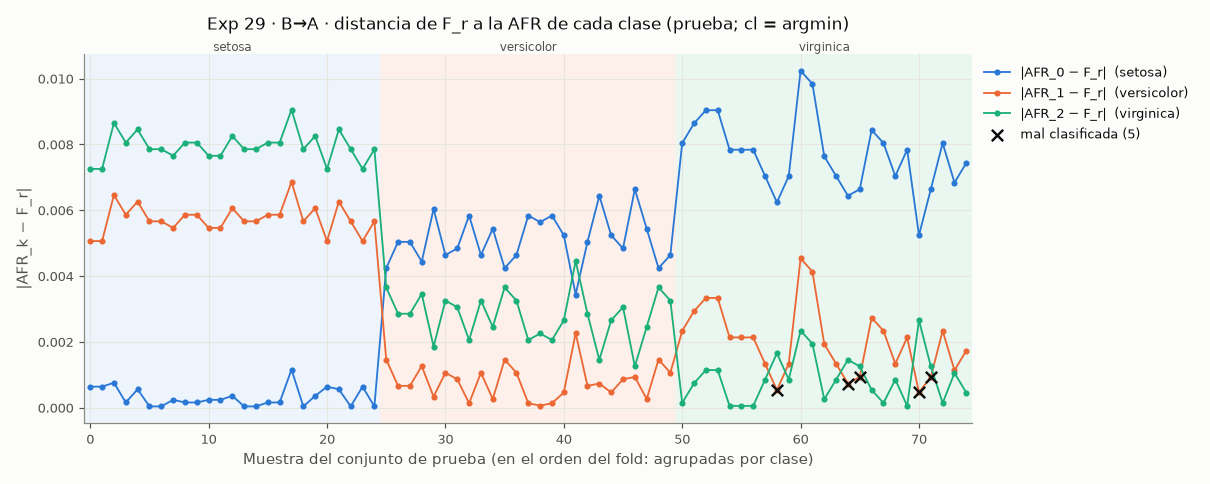 Exp 29 · B→A · distancia de F_r a la AFR de cada clase (prueba; cl = argmin)
setosa versicolor virginica
|AFR_0 − F_r| (setosa)
|AFR_1 − F_r| (versicolor)
|AFR_2 − F_r| (virginica)
mal clasificada (5)
|AFR_k − F_r|
0.010
0.008
0.006
0.004
0.002
0.000
0 10 20 30 40 50 60 70
Muestra del conjunto de prueba (en el orden del fold: agrupadas por clase)